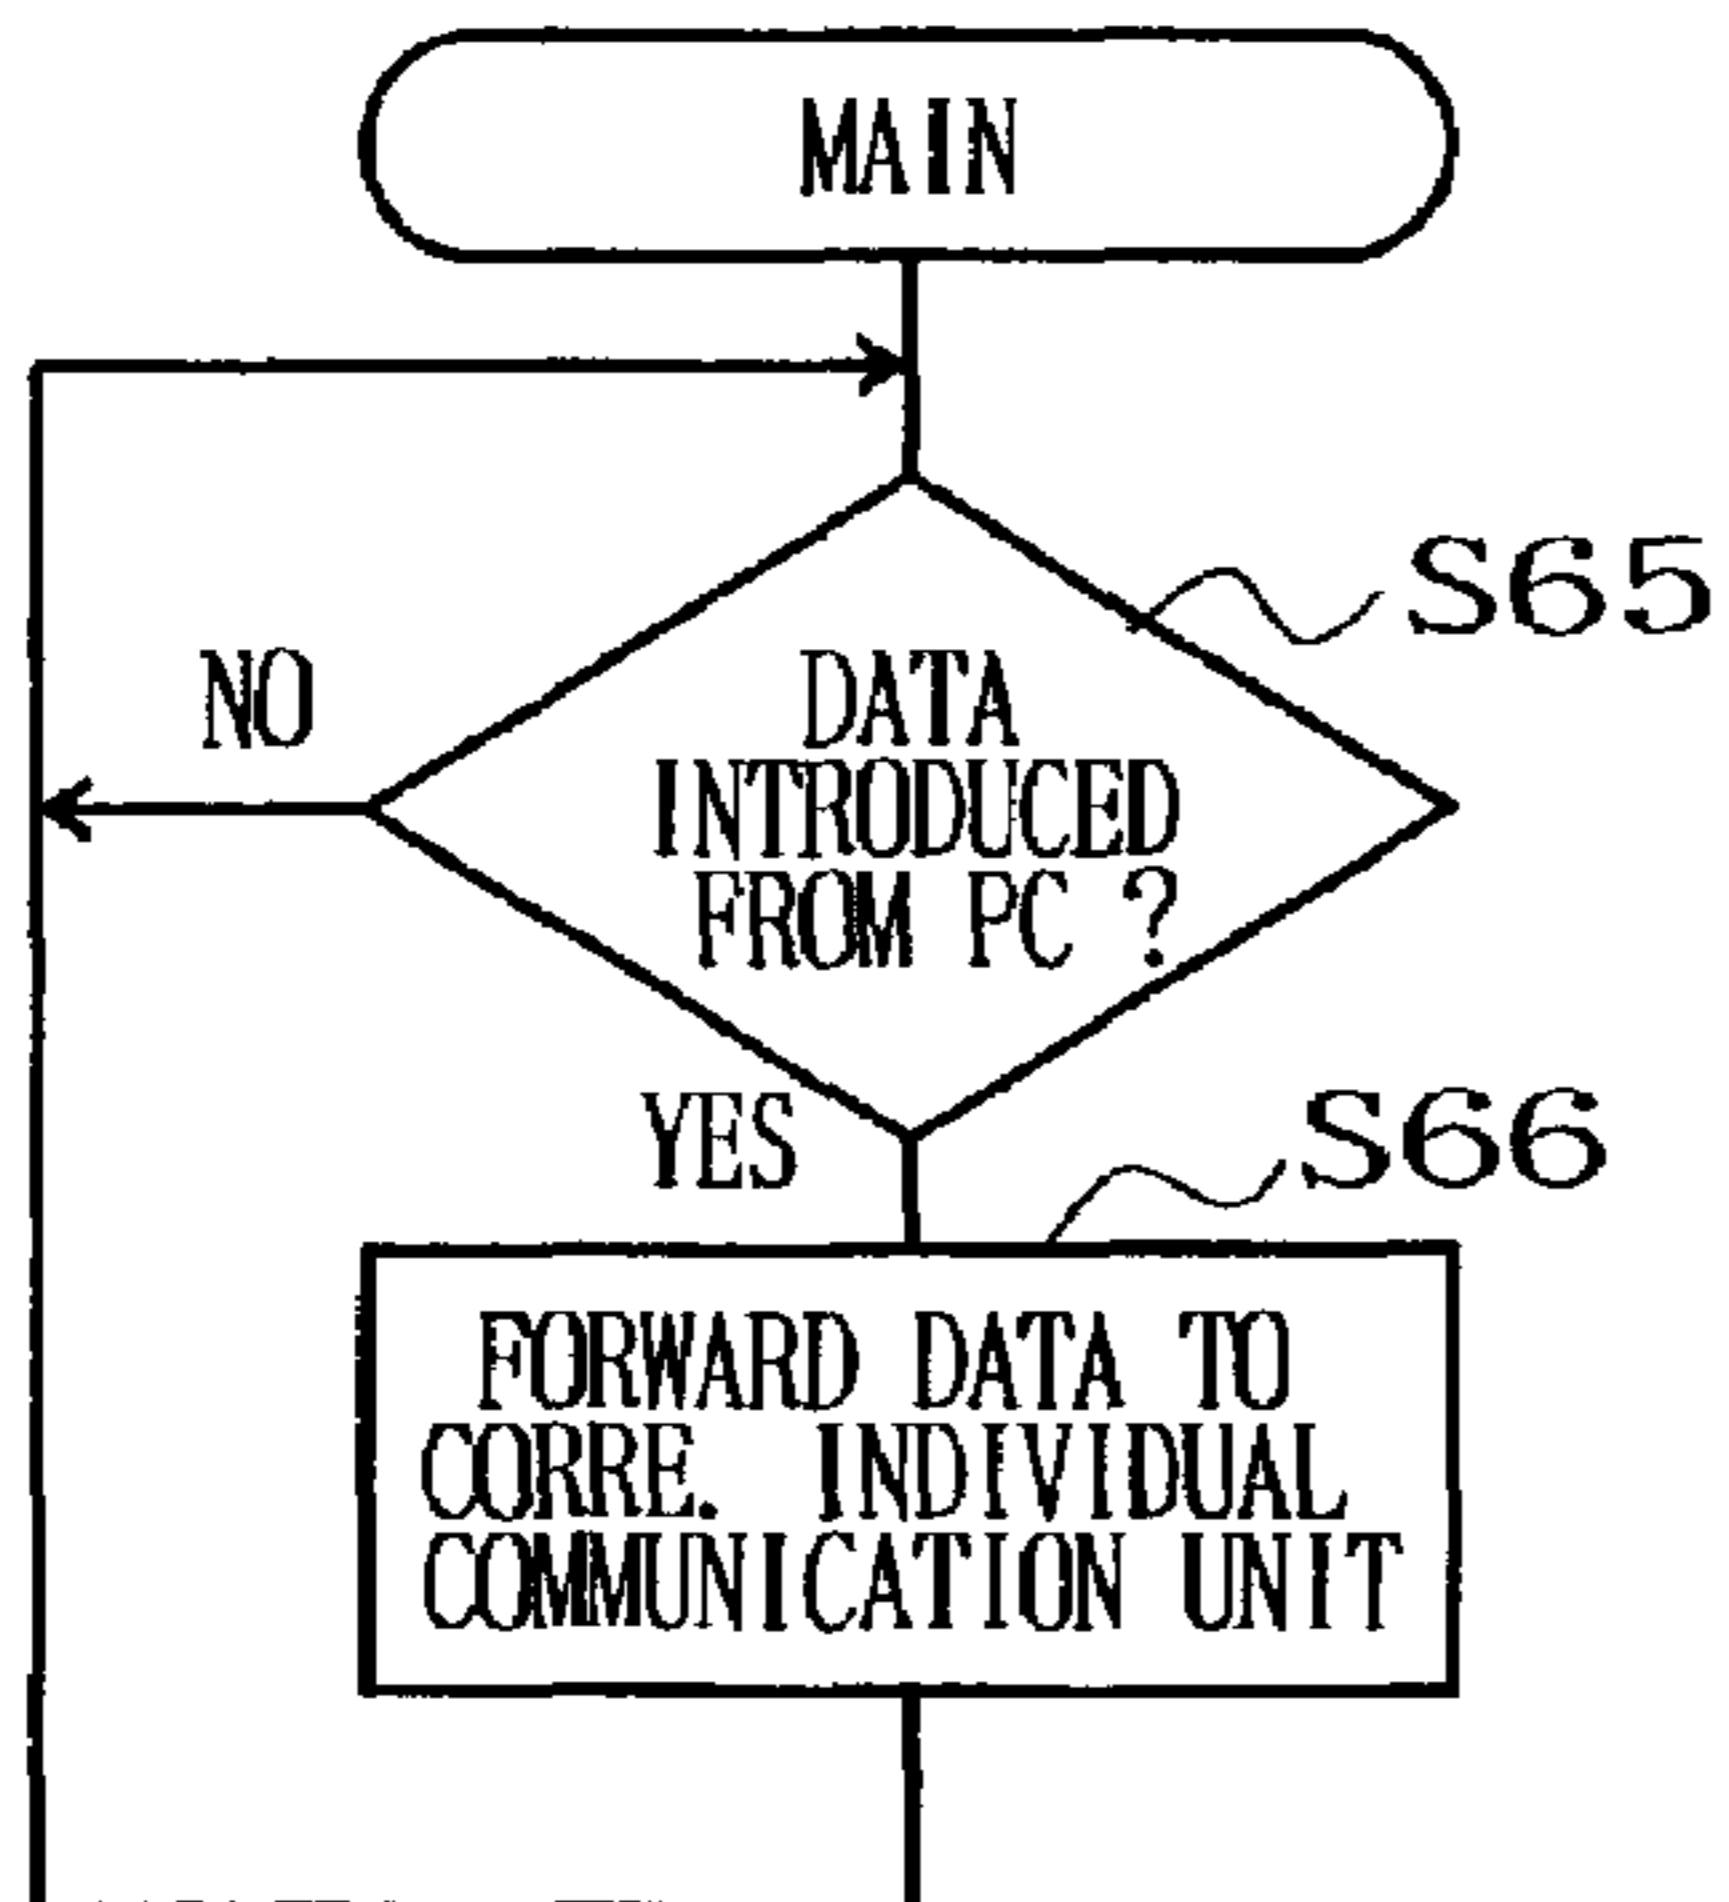 MAIN
S65
NO
DATA
INTRODUCED
FROM PC ?
YES
S66
FORWARD DATA TO
CORRE. INDIVIDUAL
COMMUNICATION UNIT